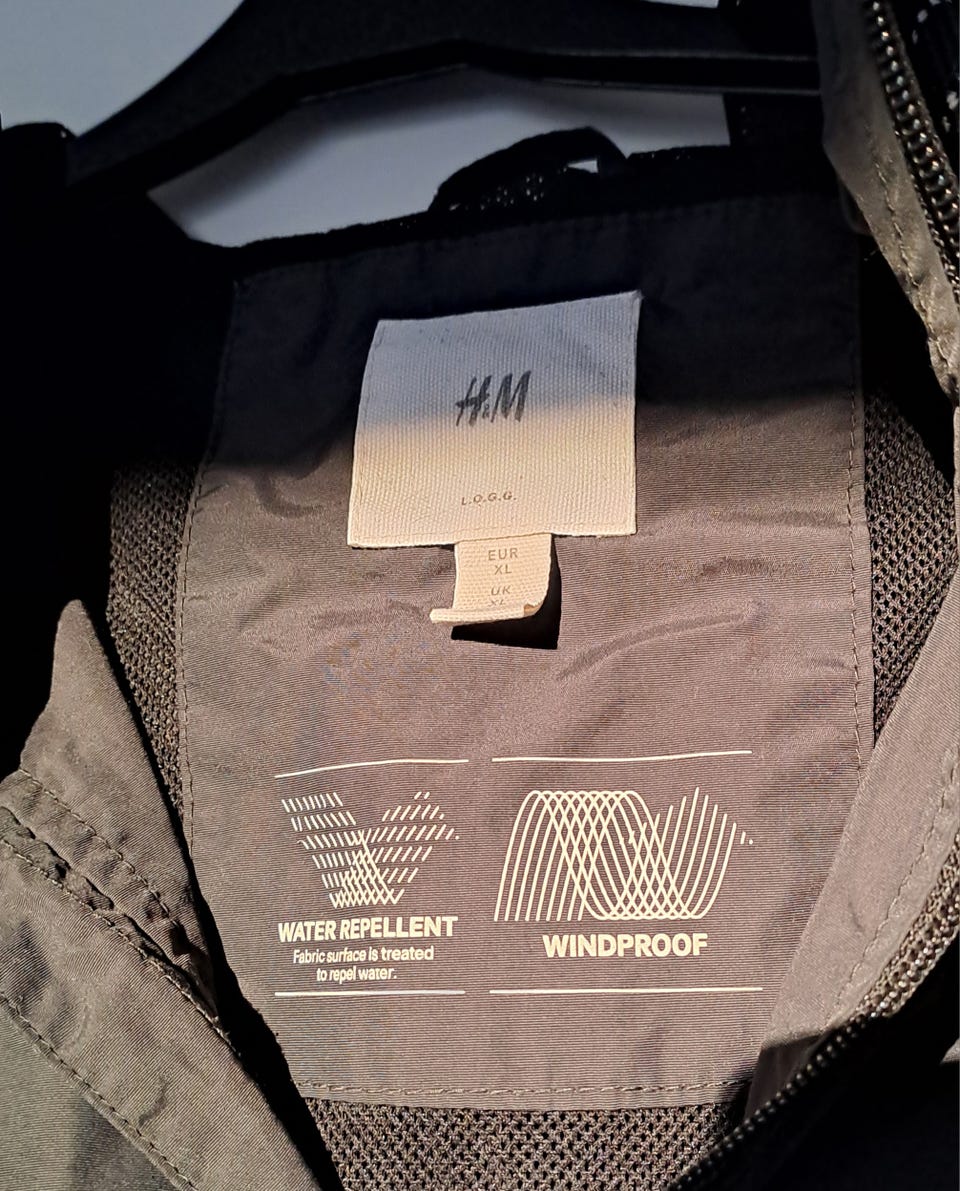 H&M
L.O.G.G.
EUR
XL
UK
XL
WATER REPELLENT
Fabric surface is treated
to repel water.
WINDPROOF